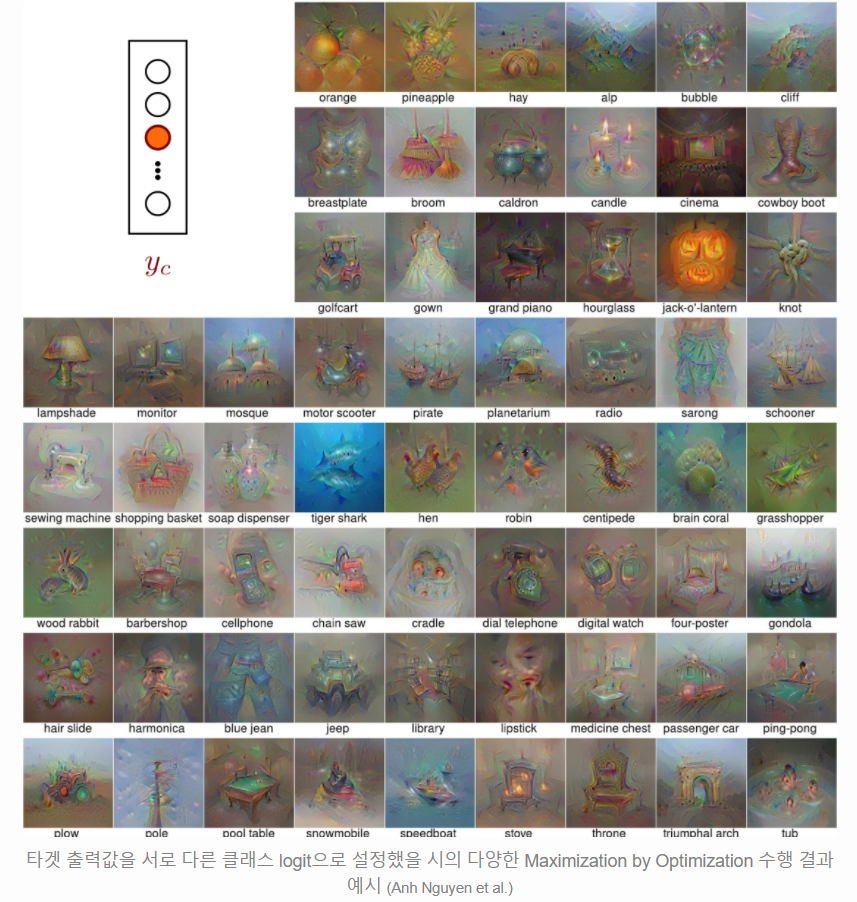 orange pineapple hay alp bubble cliff
breastplate broom caldron candle cinema cowboy boot
y_c
golfcart gown grand piano hourglass jack-o'-lantern knot
lampshade monitor mosque motor scooter pirate planetarium radio sarong schooner
sewing machine shopping basket soap dispenser tiger shark hen robin centipede brain coral grasshopper
wood rabbit barbershop cellphone chain saw cradle dial telephone digital watch four-poster gondola
hair slide harmonica blue jean jeep library lipstick medicine chest passenger car ping-pong
plow pole pool table snowmobile speedboat stove throne triumphal arch tub
타겟 출력값을 서로 다른 클래스 logit으로 설정했을 시의 다양한 Maximization by Optimization 수행 결과
예시 (Anh Nguyen et al.)